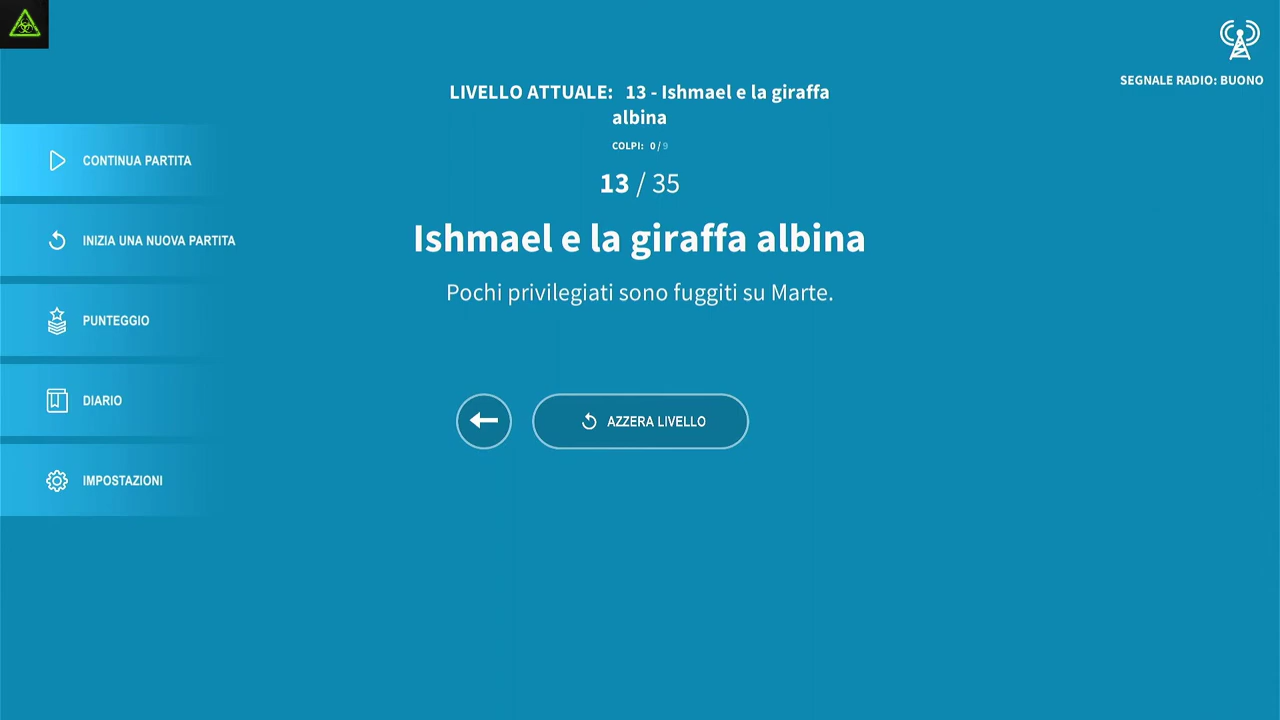 SEGNALE RADIO: BUONO
LIVELLO ATTUALE: 13 - Ishmael e la giraffa
albina
COLPI: 0 / 9
13 / 35
Ishmael e la giraffa albina
Pochi privilegiati sono fuggiti su Marte.
AZZERA LIVELLO
CONTINUA PARTITA
INIZIA UNA NUOVA PARTITA
PUNTEGGIO
DIARIO
IMPOSTAZIONI